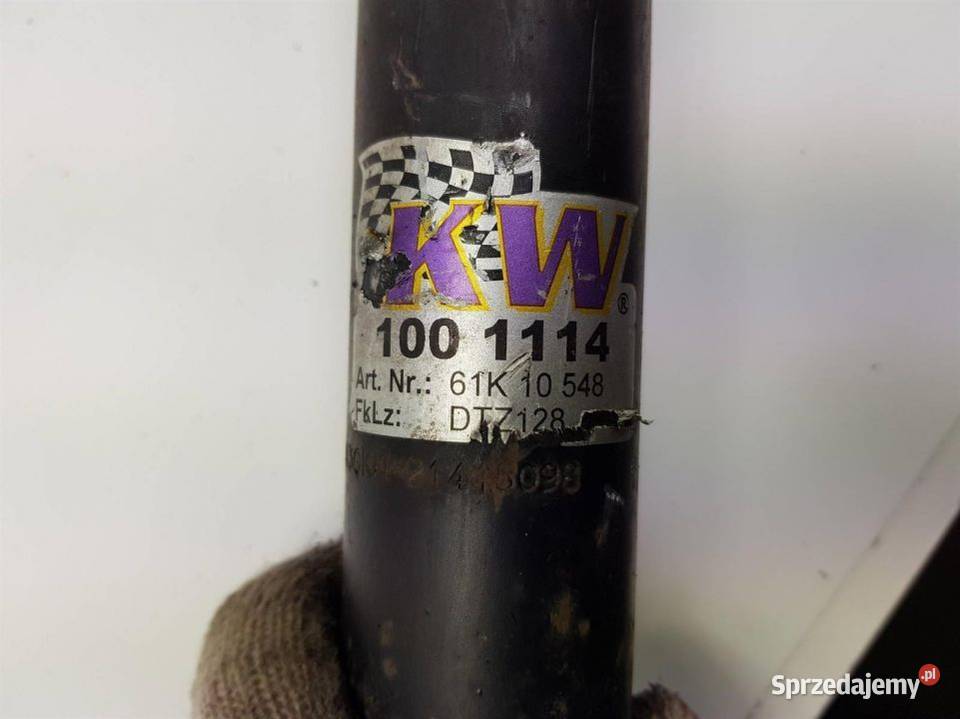 KW®
100 1114
Art. Nr.: 61K 10 548
FkLz: DTZ128
Sprzedajemy.pl